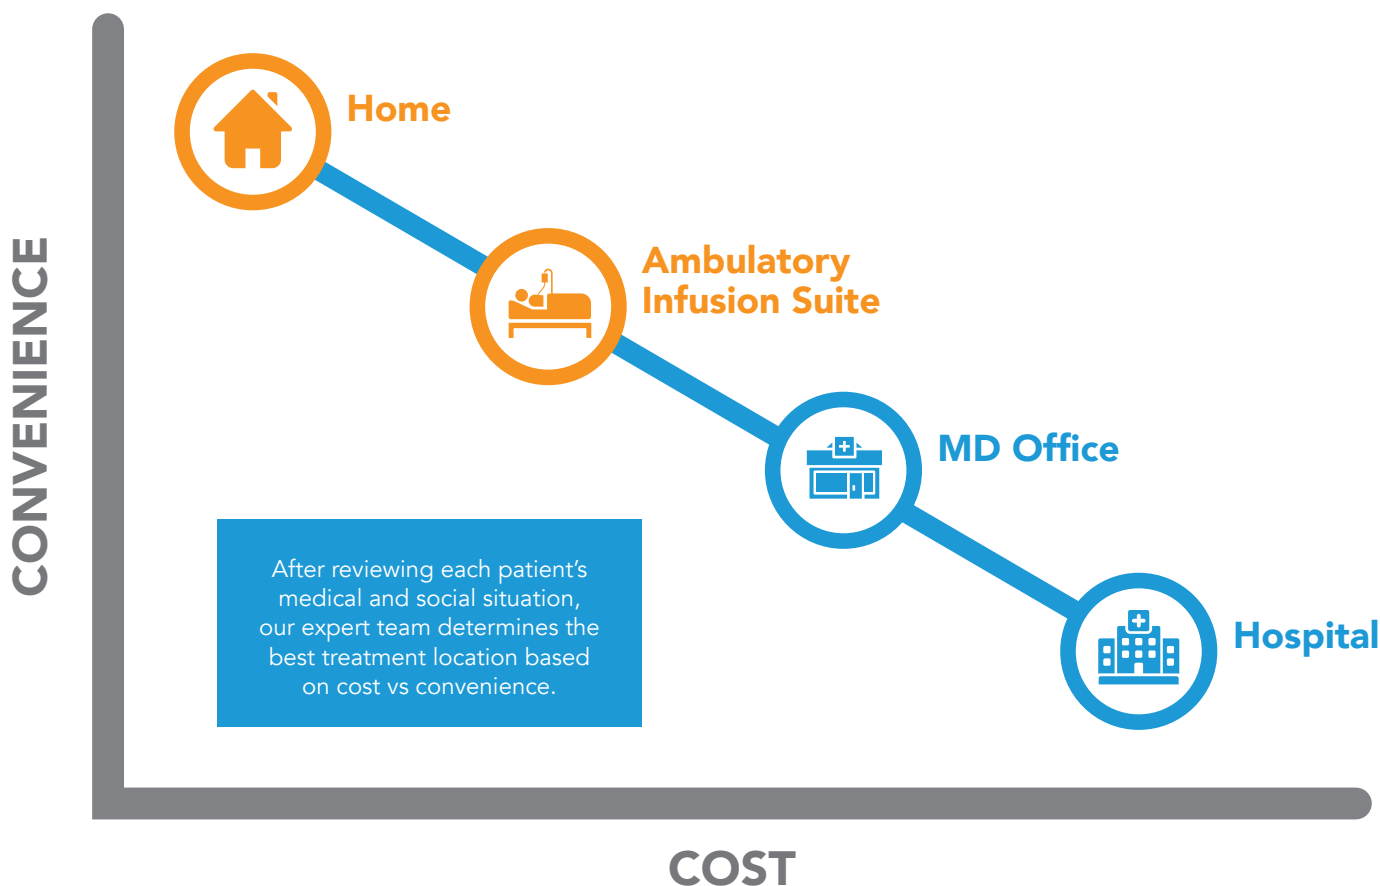 CONVENIENCE
Home
Ambulatory
Infusion Suite
MD Office
Hospital
After reviewing each patient’s
medical and social situation,
our expert team determines the
best treatment location based
on cost vs convenience.
COST